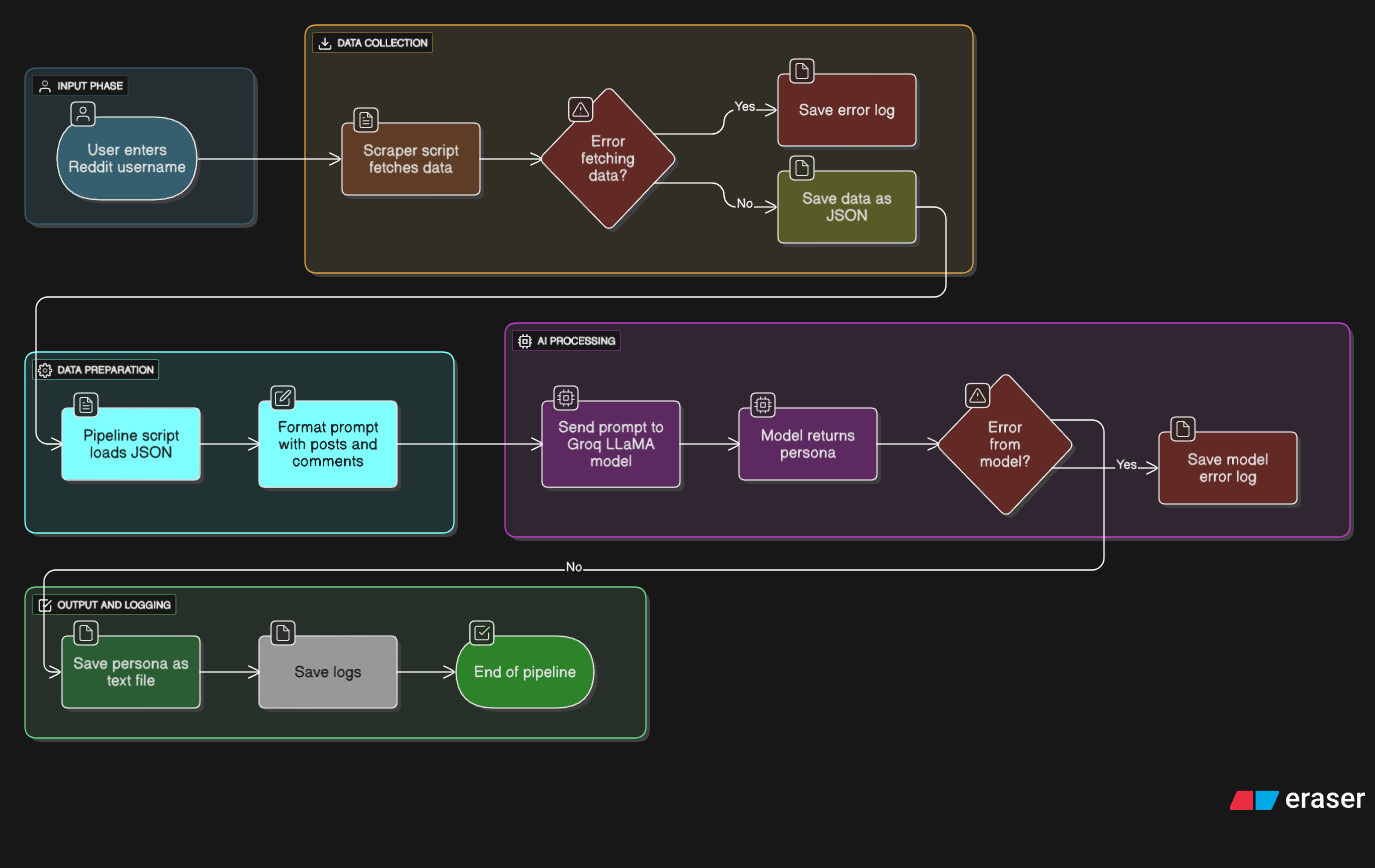 INPUT PHASE
User enters
Reddit username
DATA COLLECTION
Scraper script
fetches data
Error
fetching
data?
Yes
Save error log
No
Save data as
JSON
DATA PREPARATION
Pipeline script
loads JSON
Format prompt
with posts and
comments
AI PROCESSING
Send prompt to
Groq LLaMA
model
Model returns
persona
Error
from
model?
Yes
Save model
error log
No
OUTPUT AND LOGGING
Save persona as
text file
Save logs
End of pipeline
eraser